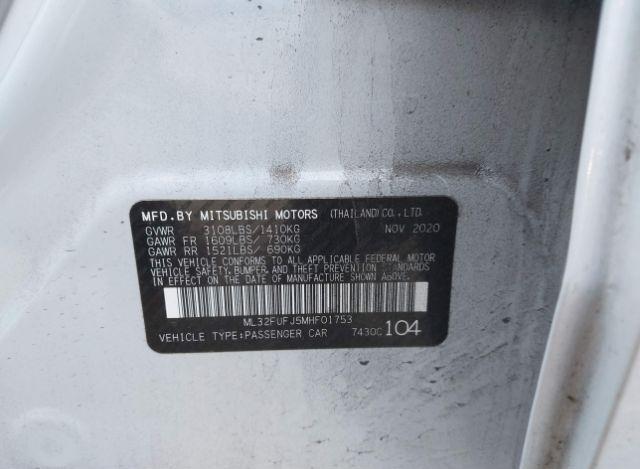 MFD.BY MITSUBISHI MOTORS (THAILAND)CO.,LTD.
GVWR 3108LBS/1410KG NOV 2020
GAWR FR 1609LBS/ 730KG
GAWR RR 1521LBS/ 690KG
THIS VEHICLE CONFORMS TO ALL APPLICABLE FEDERAL MOTOR
VEHICLE SAFETY, BUMPER, AND THEFT PREVENTION STANDARDS
IN EFFECT ON THE DATE OF MANUFACTURE SHOWN ABOVE.
ML32FUFJ5MHF01753
VEHICLE TYPE:PASSENGER CAR 7430C 104